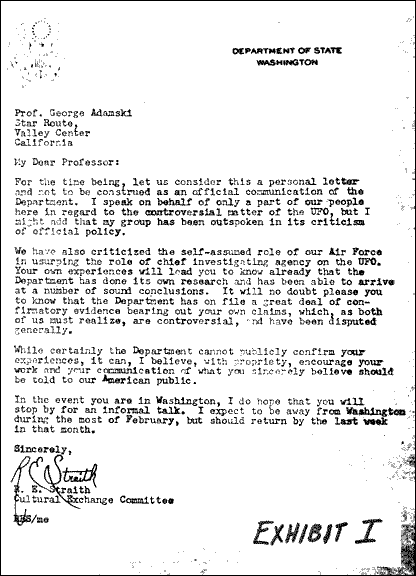 DEPARTMENT OF STATE
WASHINGTON
Prof. George Adamski
Star Route,
Valley Center
California
My Dear Professor:
For the time being, let us consider this a personal letter
and not to be construed as an official communication of the
Department. I speak on behalf of only a part of our people
here in regard to the controversial matter of the UFO, but I
might add that my group has been outspoken in its criticism
of official policy.
We have also criticized the self-assumed role of our Air Force
in usurping the role of chief investigating agency on the UFO.
Your own experiences will lead you to know already that the
Department has done its own research and has been able to arrive
at a number of sound conclusions. It will no doubt please you
to know that the Department has on file a great deal of con-
firmatory evidence bearing out your own claims, which, as both
of us must realize, are controversial, and have been disputed
generally.
While certainly the Department cannot publicly confirm your
experiences, it can, I believe, with propriety, encourage your
work and your communication of what you sincerely believe should
be told to our American public.
In the event you are in Washington, I do hope that you will
stop by for an informal talk. I expect to be away from Washington
during the most of February, but should return by the last week
in that month.
Sincerely,
R E Straith
R. E. Straith
Cultural Exchange Committee
RES/me
EXHIBIT I